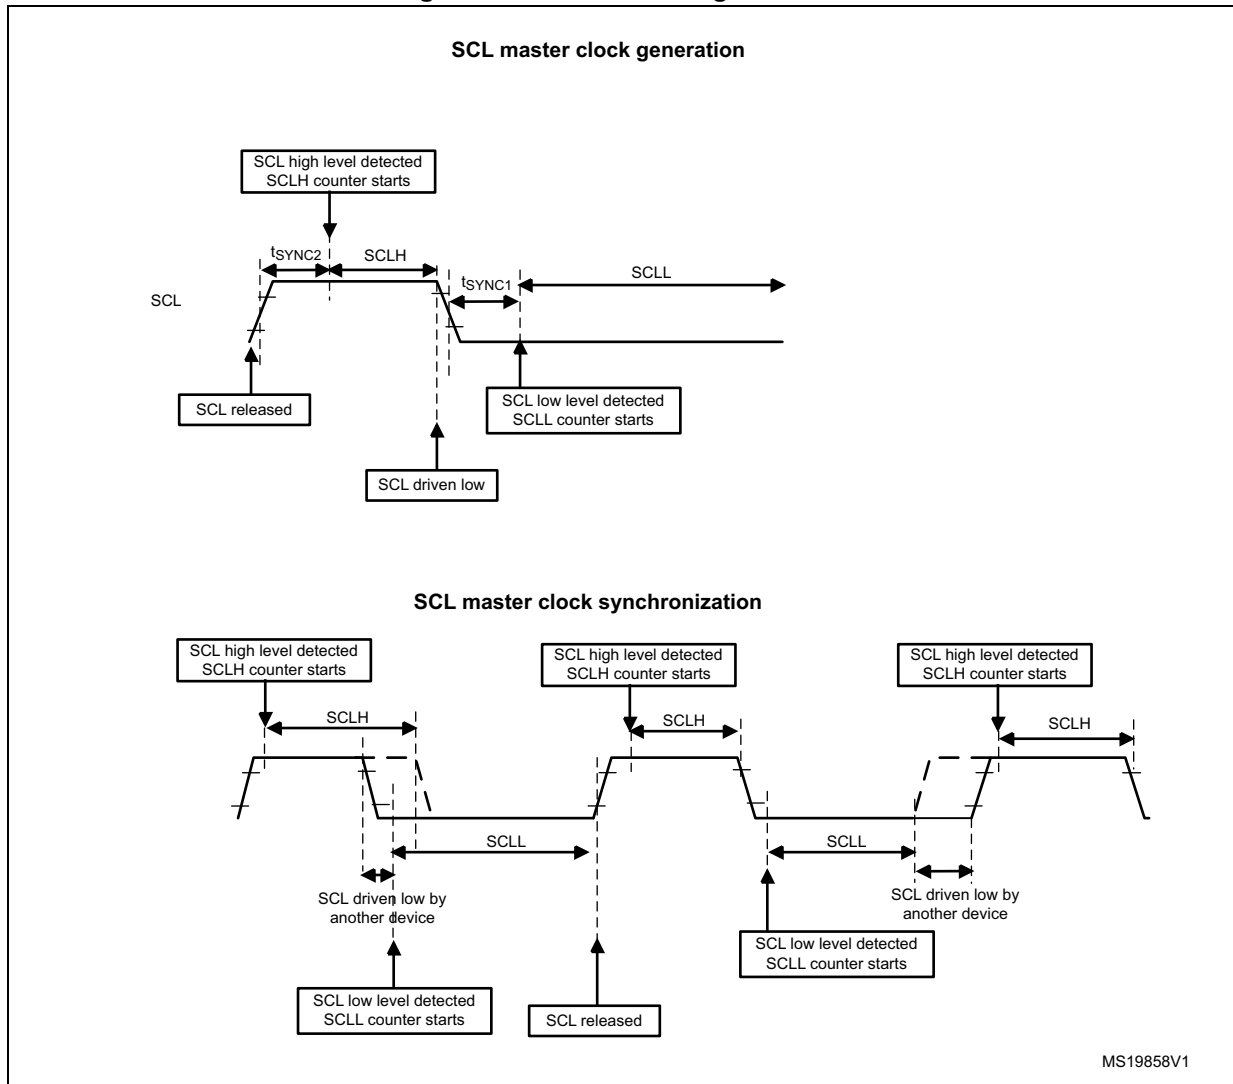 SCL master clock generation
SCL high level detected
SCLH counter starts
tSYNC2
SCLH
SCLL
tSYNC1
SCL
SCL released
SCL low level detected
SCLL counter starts
SCL driven low
SCL master clock synchronization
SCL high level detected
SCLH counter starts
SCL high level detected
SCLH counter starts
SCL high level detected
SCLH counter starts
SCLH
SCLH
SCLH
SCLL
SCLL
SCL driven low by
another device
SCL driven low by
another device
SCL low level detected
SCLL counter starts
SCL low level detected
SCLL counter starts
SCL released
MS19858V1